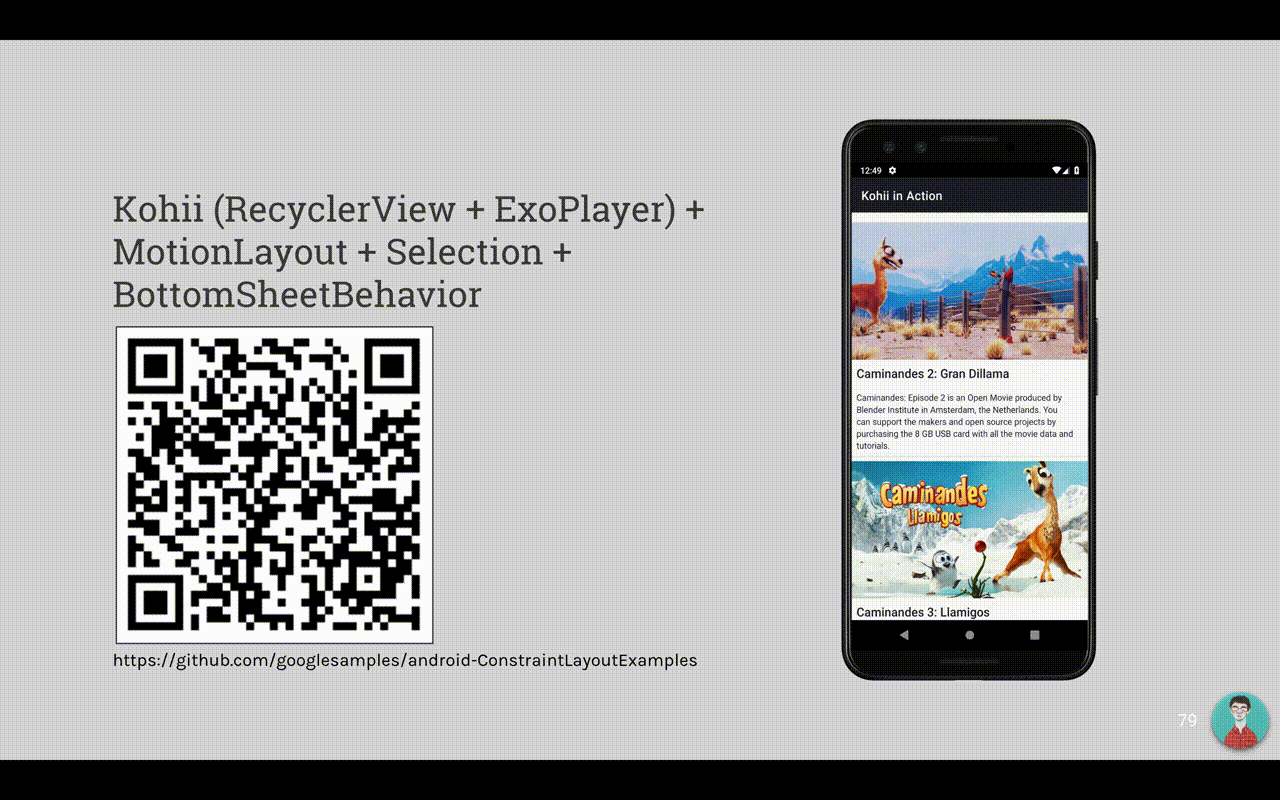 Kohii (RecyclerView + ExoPlayer) +
MotionLayout + Selection +
BottomSheetBehavior
https://github.com/googlesamples/android-ConstraintLayoutExamples
12:49
Kohii in Action
Caminandes 2: Gran Dillama
Caminandes: Episode 2 is an Open Movie produced by
Blender Institute in Amsterdam, the Netherlands. You
can support the makers and open source projects by
purchasing the 8 GB USB card with all the movie data and
tutorials.
Caminandes
Llamigos
Caminandes 3: Llamigos
79